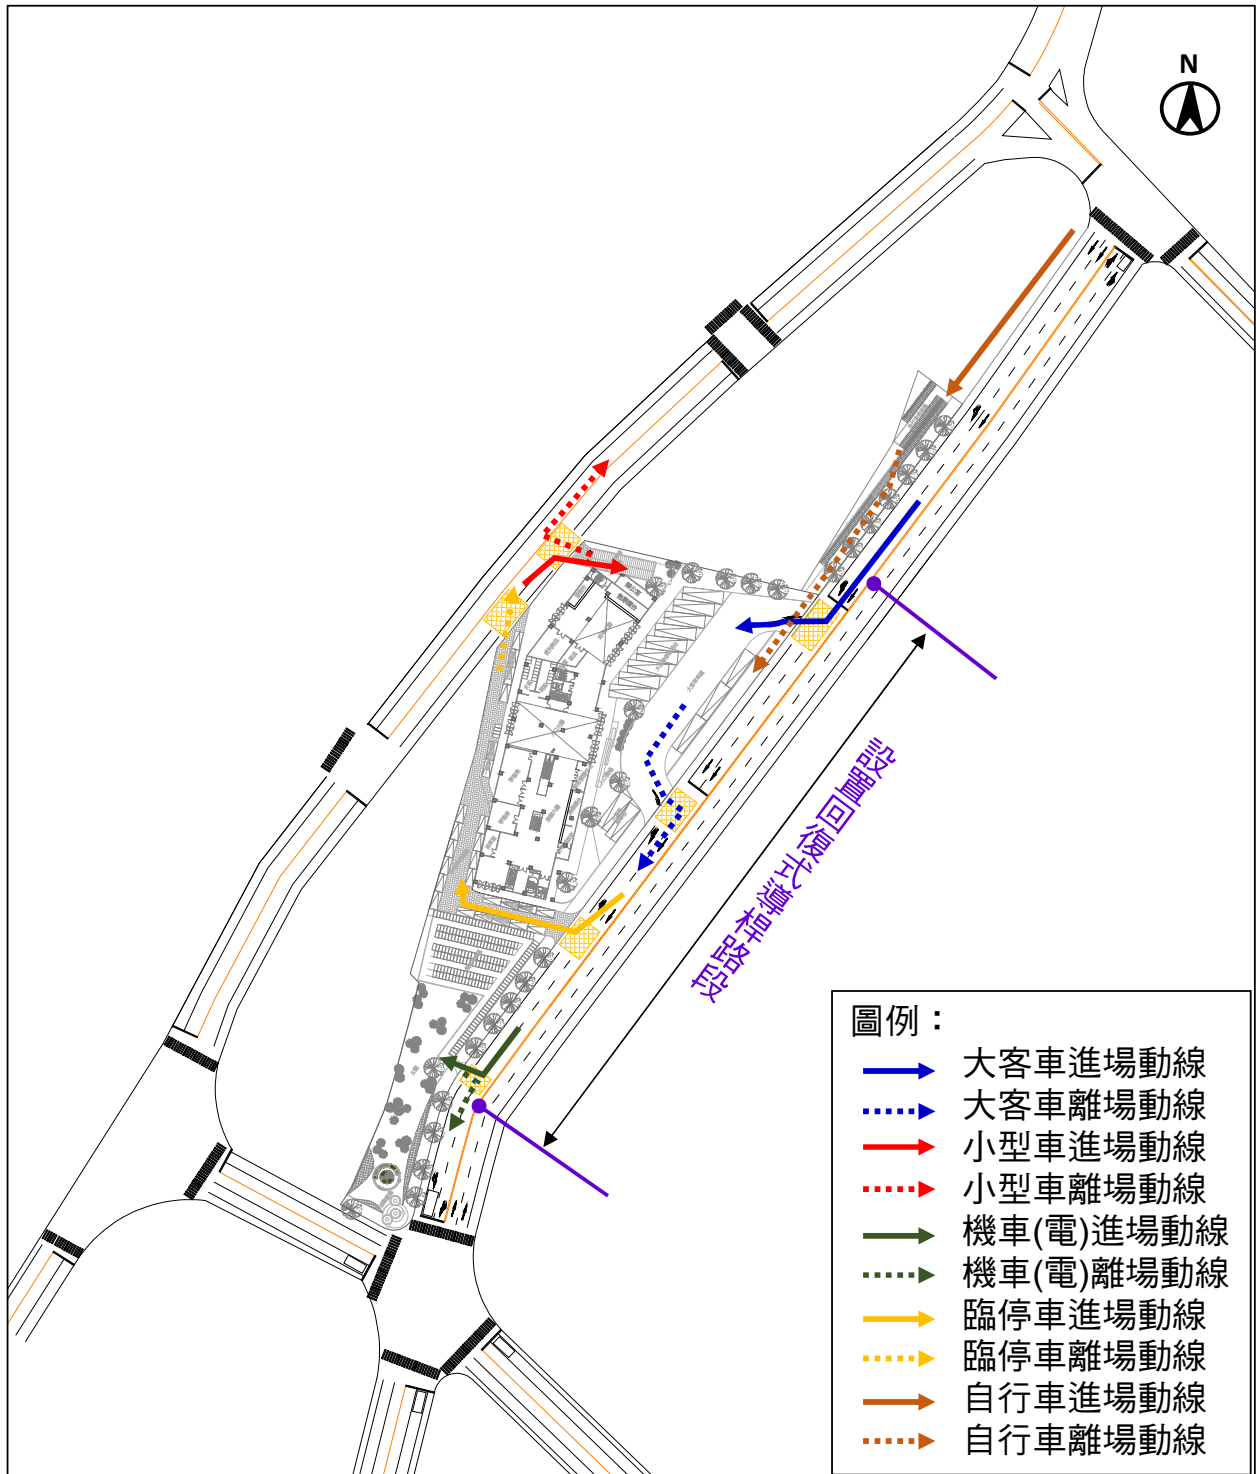 N
設置回復式導桿路段
圖例：
大客車進場動線
大客車離場動線
小型車進場動線
小型車離場動線
機車(電)進場動線
機車(電)離場動線
臨停車進場動線
臨停車離場動線
自行車進場動線
自行車離場動線